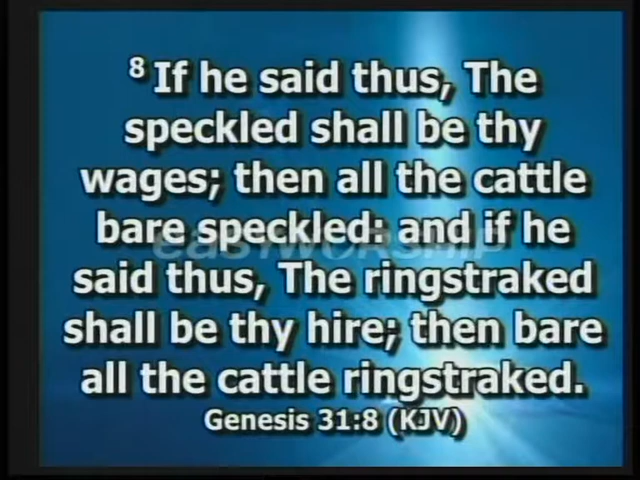 8 If he said thus, The
speckled shall be thy
wages; then all the cattle
bare speckled: and if he
said thus, The ringstraked
shall be thy hire; then bare
all the cattle ringstraked.
Genesis 31:8 (KJV)
easyworship